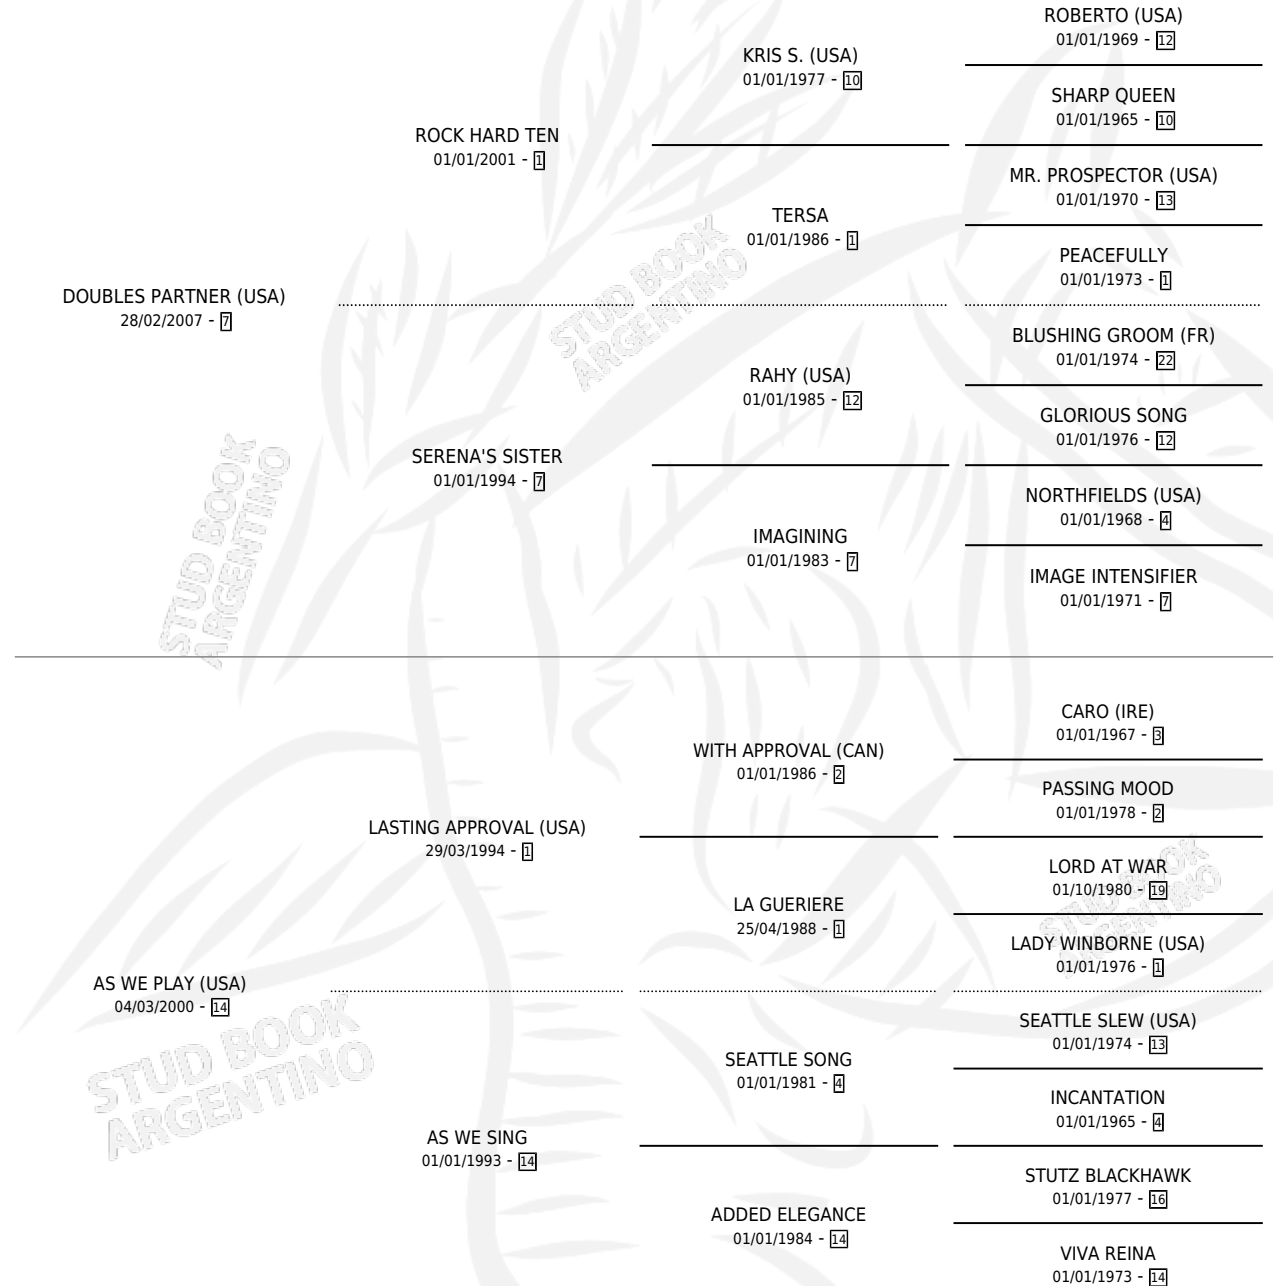 ROBERTO (USA)
01/01/1969 - 12
KRIS S. (USA)
01/01/1977 - 10
SHARP QUEEN
01/01/1965 - 10
ROCK HARD TEN
01/01/2001 - 1
MR. PROSPECTOR (USA)
01/01/1970 - 13
TERSA
01/01/1986 - 1
PEACEFULLY
01/01/1973 - 1
DOUBLES PARTNER (USA)
28/02/2007 - 7
BLUSHING GROOM (FR)
01/01/1974 - 22
RAHY (USA)
01/01/1985 - 12
GLORIOUS SONG
01/01/1976 - 12
SERENA'S SISTER
01/01/1994 - 7
NORTHFIELDS (USA)
01/01/1968 - 4
IMAGINING
01/01/1983 - 7
IMAGE INTENSIFIER
01/01/1971 - 7
STUD BOOK
ARGENTINO
STUD BOOK
ARGENTINO
CARO (IRE)
01/01/1967 - 3
WITH APPROVAL (CAN)
01/01/1986 - 2
PASSING MOOD
01/01/1978 - 2
LASTING APPROVAL (USA)
29/03/1994 - 1
LORD AT WAR
01/10/1980 - 19
LA GUERIERE
25/04/1988 - 1
LADY WINBORNE (USA)
01/01/1976 - 1
AS WE PLAY (USA)
04/03/2000 - 14
SEATTLE SLEW (USA)
01/01/1974 - 13
SEATTLE SONG
01/01/1981 - 4
INCANTATION
01/01/1965 - 4
AS WE SING
01/01/1993 - 14
STUTZ BLACKHAWK
01/01/1977 - 16
ADDED ELEGANCE
01/01/1984 - 14
VIVA REINA
01/01/1973 - 14
STUD BOOK
ARGENTINO
STUD BOOK
ARGENTINO